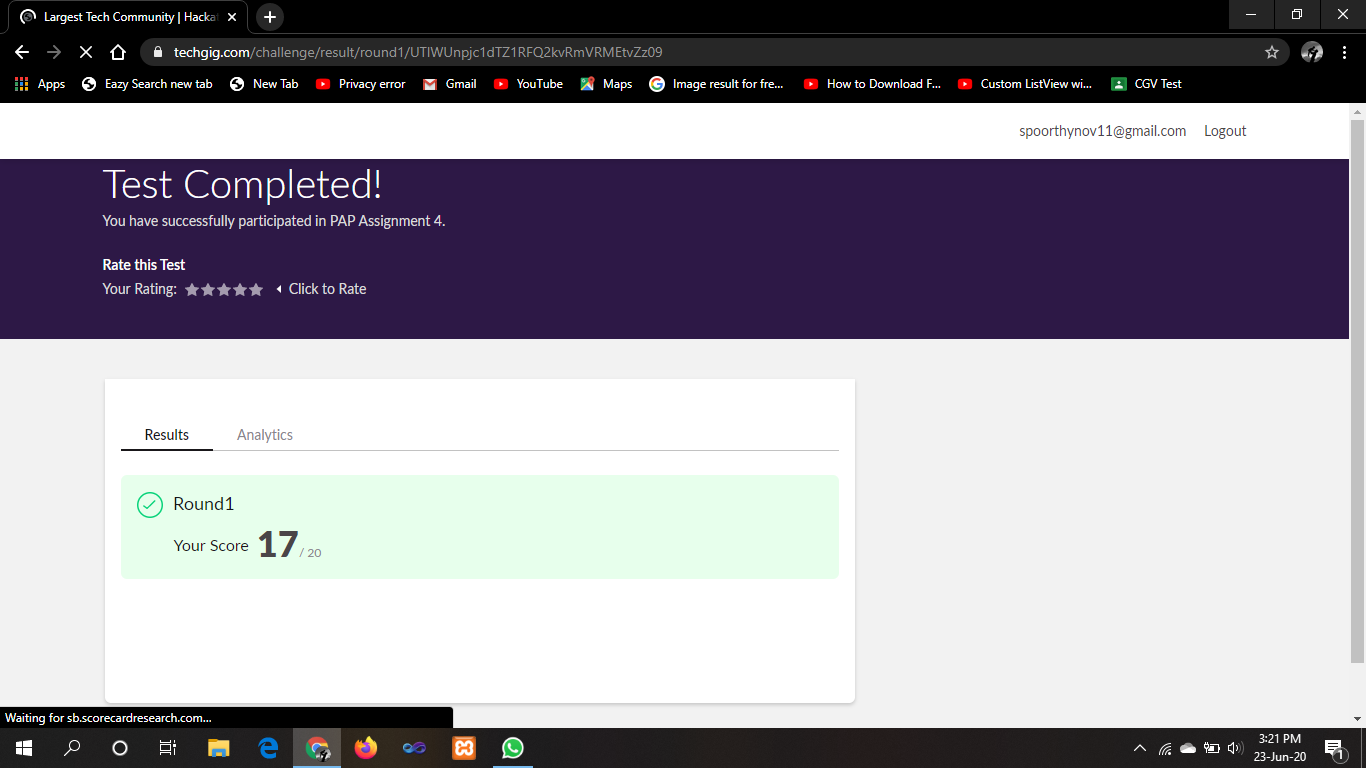 Largest Tech Community | Hacka
techgig.com/challenge/result/round1/UTlWUnpjc1dTZ1RFQ2kvRmVRMEtvZz09
Apps Eazy Search new tab New Tab Privacy error Gmail YouTube Maps Image result for fre... How to Download F... Custom ListView wi... CGV Test
spoorthynov11@gmail.com Logout
Test Completed!
You have successfully participated in PAP Assignment 4.
Rate this Test
Your Rating: Click to Rate
Results Analytics
Round1
Your Score 17 / 20
Waiting for sb.scorecardresearch.com...
3:21 PM
23-Jun-20
1